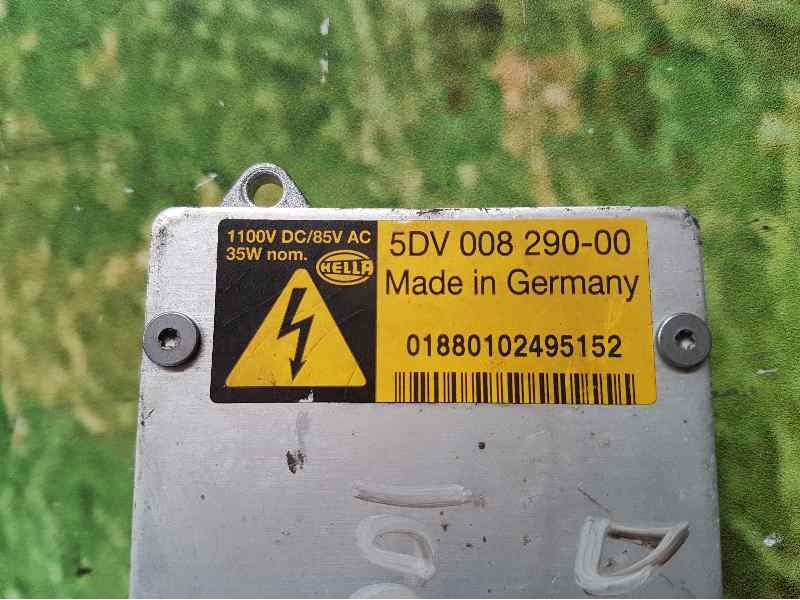 1100V DC/85V AC
35W nom.
HELLA
5DV 008 290-00
Made in Germany
01880102495152